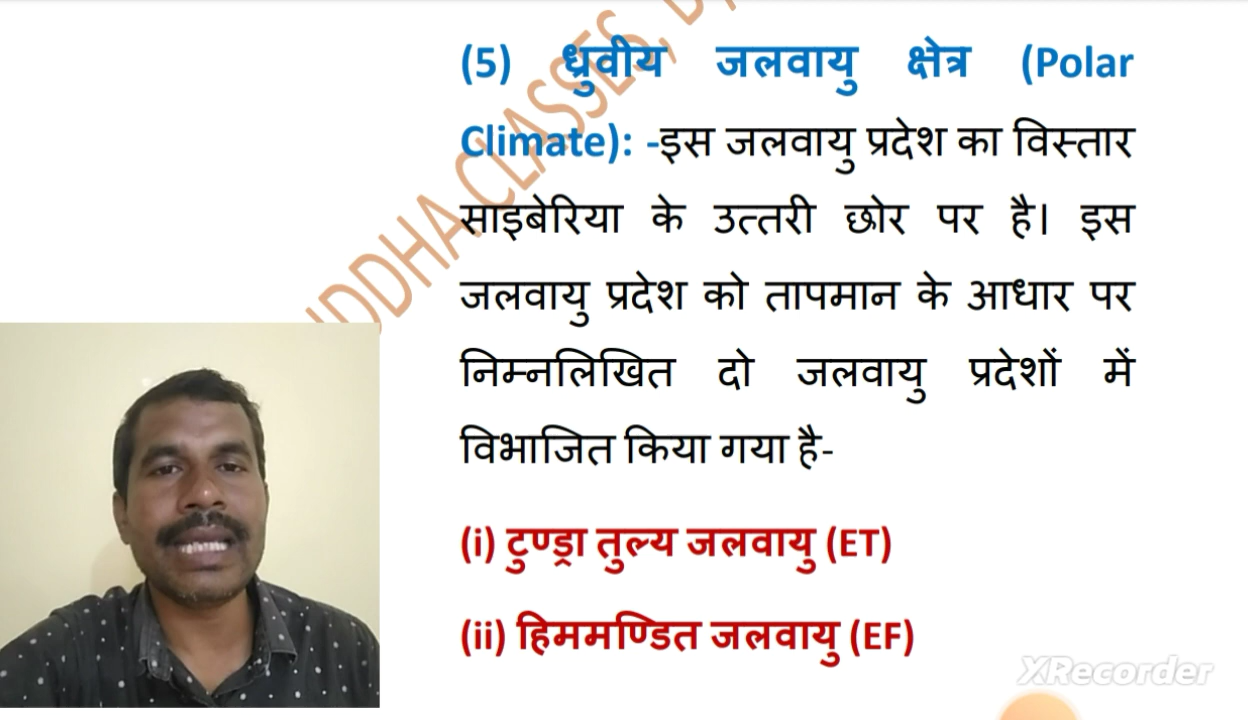 (5) ध्रुवीय जलवायु क्षेत्र (Polar
Climate): -इस जलवायु प्रदेश का विस्तार
साइबेरिया के उत्तरी छोर पर है। इस
जलवायु प्रदेश को तापमान के आधार पर
निम्नलिखित दो जलवायु प्रदेशों में
विभाजित किया गया है-
(i) टुण्ड्रा तुल्य जलवायु (ET)
(ii) हिममण्डित जलवायु (EF)
CLASSES,
XRecorder